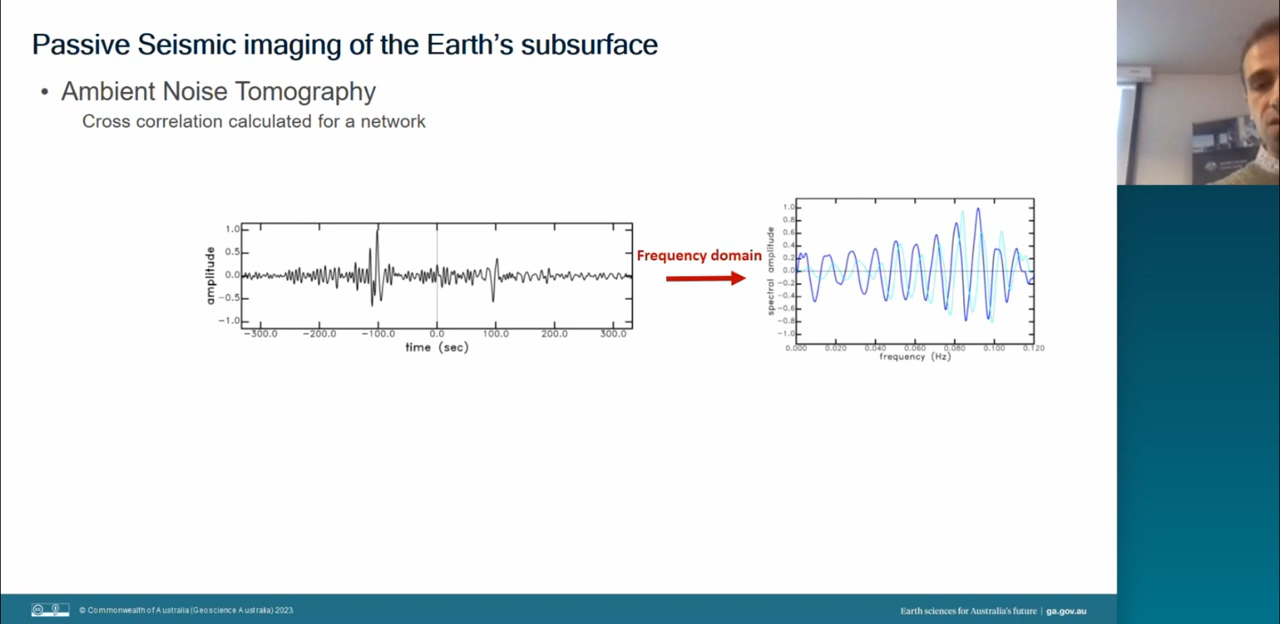 Passive Seismic imaging of the Earth's subsurface
• Ambient Noise Tomography
Cross correlation calculated for a network
amplitude
1.0
0.5
0.0
−0.5
−1.0
−300.0 −200.0 −100.0 0.0 100.0 200.0 300.0
time (sec)
Frequency domain
spectral amplitude
1.0
0.8
0.6
0.4
0.2
0.0
−0.2
−0.4
−0.6
−0.8
−1.0
0.000 0.020 0.040 0.060 0.080 0.100 0.120
frequency (Hz)
© Commonwealth of Australia (Geoscience Australia) 2023
Earth sciences for Australia's future | ga.gov.au